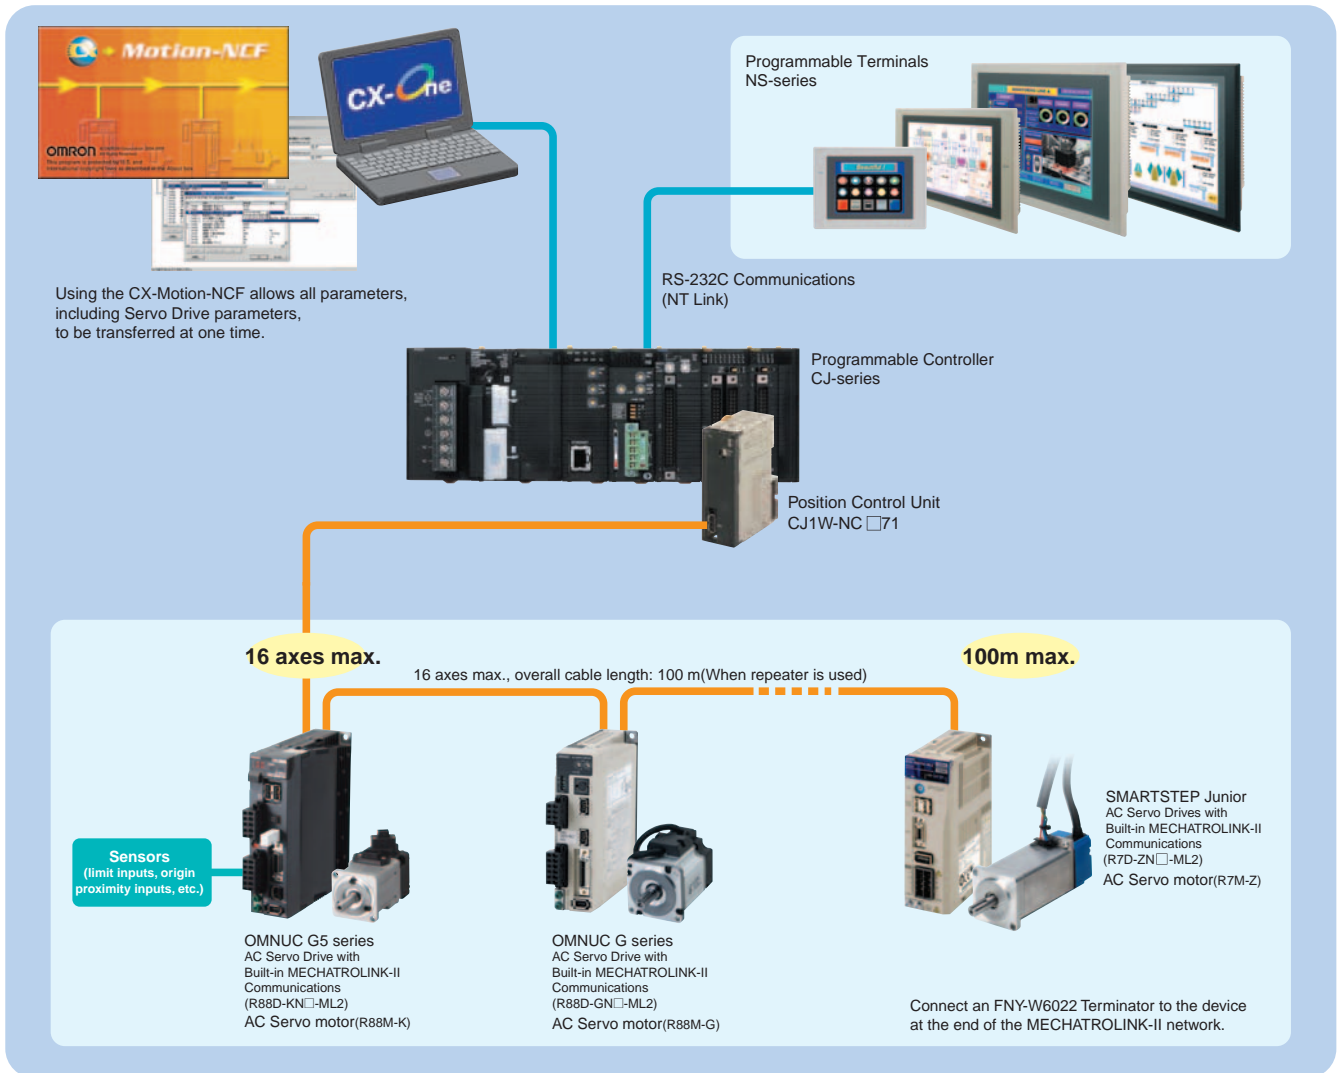 Motion-NCF
OMRON
CX-One
Using the CX-Motion-NCF allows all parameters,
including Servo Drive parameters,
to be transferred at one time.
Programmable Terminals
NS-series
RS-232C Communications
(NT Link)
Programmable Controller
CJ-series
Position Control Unit
CJ1W-NC □71
16 axes max.
100m max.
16 axes max., overall cable length: 100 m(When repeater is used)
Sensors
(limit inputs, origin
proximity inputs, etc.)
OMNUC G5 series
AC Servo Drive with
Built-in MECHATROLINK-II
Communications
(R88D-KN□-ML2)
AC Servo motor(R88M-K)
OMNUC G series
AC Servo Drive with
Built-in MECHATROLINK-II
Communications
(R88D-GN□-ML2)
AC Servo motor(R88M-G)
SMARTSTEP Junior
AC Servo Drives with
Built-in MECHATROLINK-II
Communications
(R7D-ZN□-ML2)
AC Servo motor(R7M-Z)
Connect an FNY-W6022 Terminator to the device
at the end of the MECHATROLINK-II network.